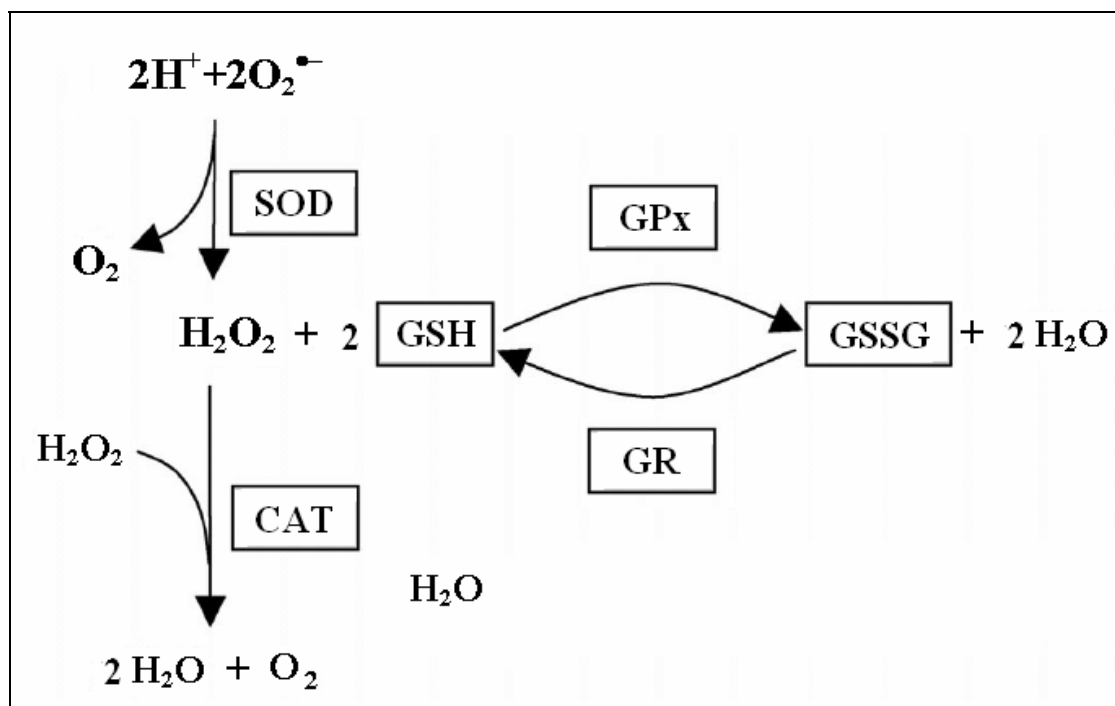 2H⁺+2O₂•⁻
SOD
GPx
O₂
H₂O₂ + 2 GSH
GSSG + 2 H₂O
H₂O₂
GR
CAT
H₂O
2 H₂O + O₂